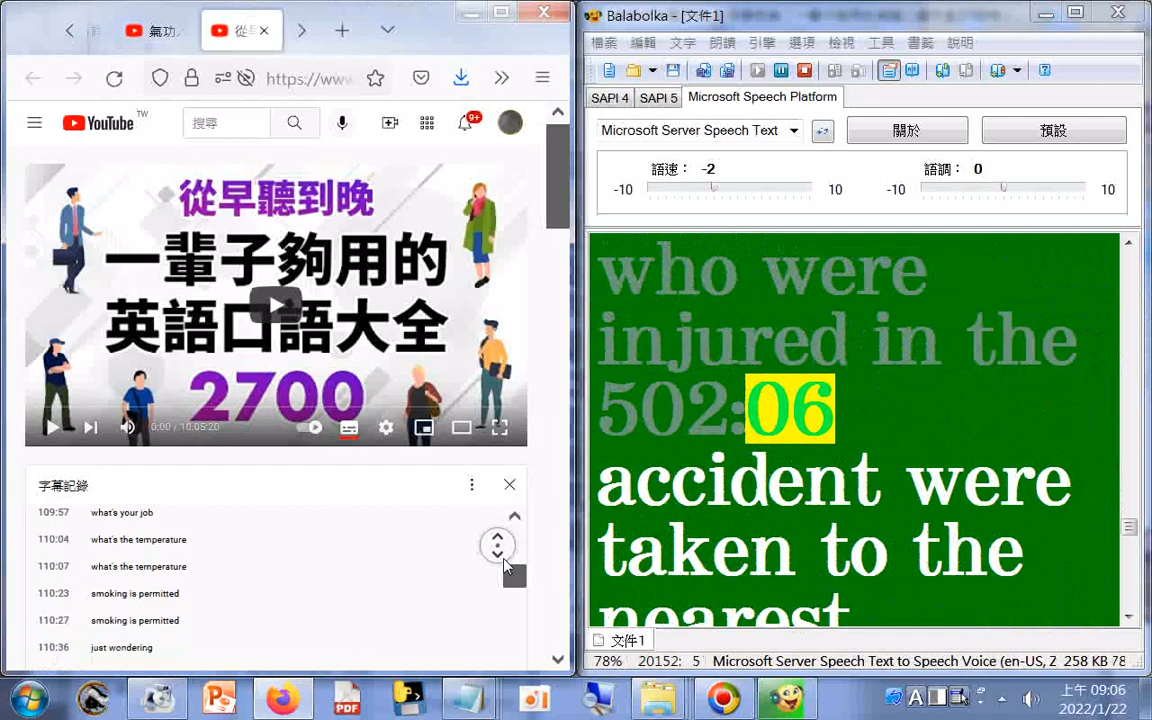 氣功
從-
https://www
YouTube TW
搜尋
9+
從早聽到晚
一輩子夠用的
英語口語大全
2700
0:00 / 10:05:20
字幕記錄
109:57 what's your job
110:04 what's the temperature
110:07 what's the temperature
110:23 smoking is permitted
110:27 smoking is permitted
110:36 just wondering
Balabolka - [文件1]
檔案 編輯 文字 朗讀 引擎 選項 檢視 工具 書籤 說明
SAPI 4 SAPI 5 Microsoft Speech Platform
Microsoft Server Speech Text 關於 預設
語速： -2 語調： 0
-10 10 -10 10
who were
injured in the
502:06
accident were
taken to the
nearest
文件1
78% 20152: 5 Microsoft Server Speech Text to Speech Voice (en-US, Z 258 KB 78
PDF
A
上午 09:06
2022/1/22